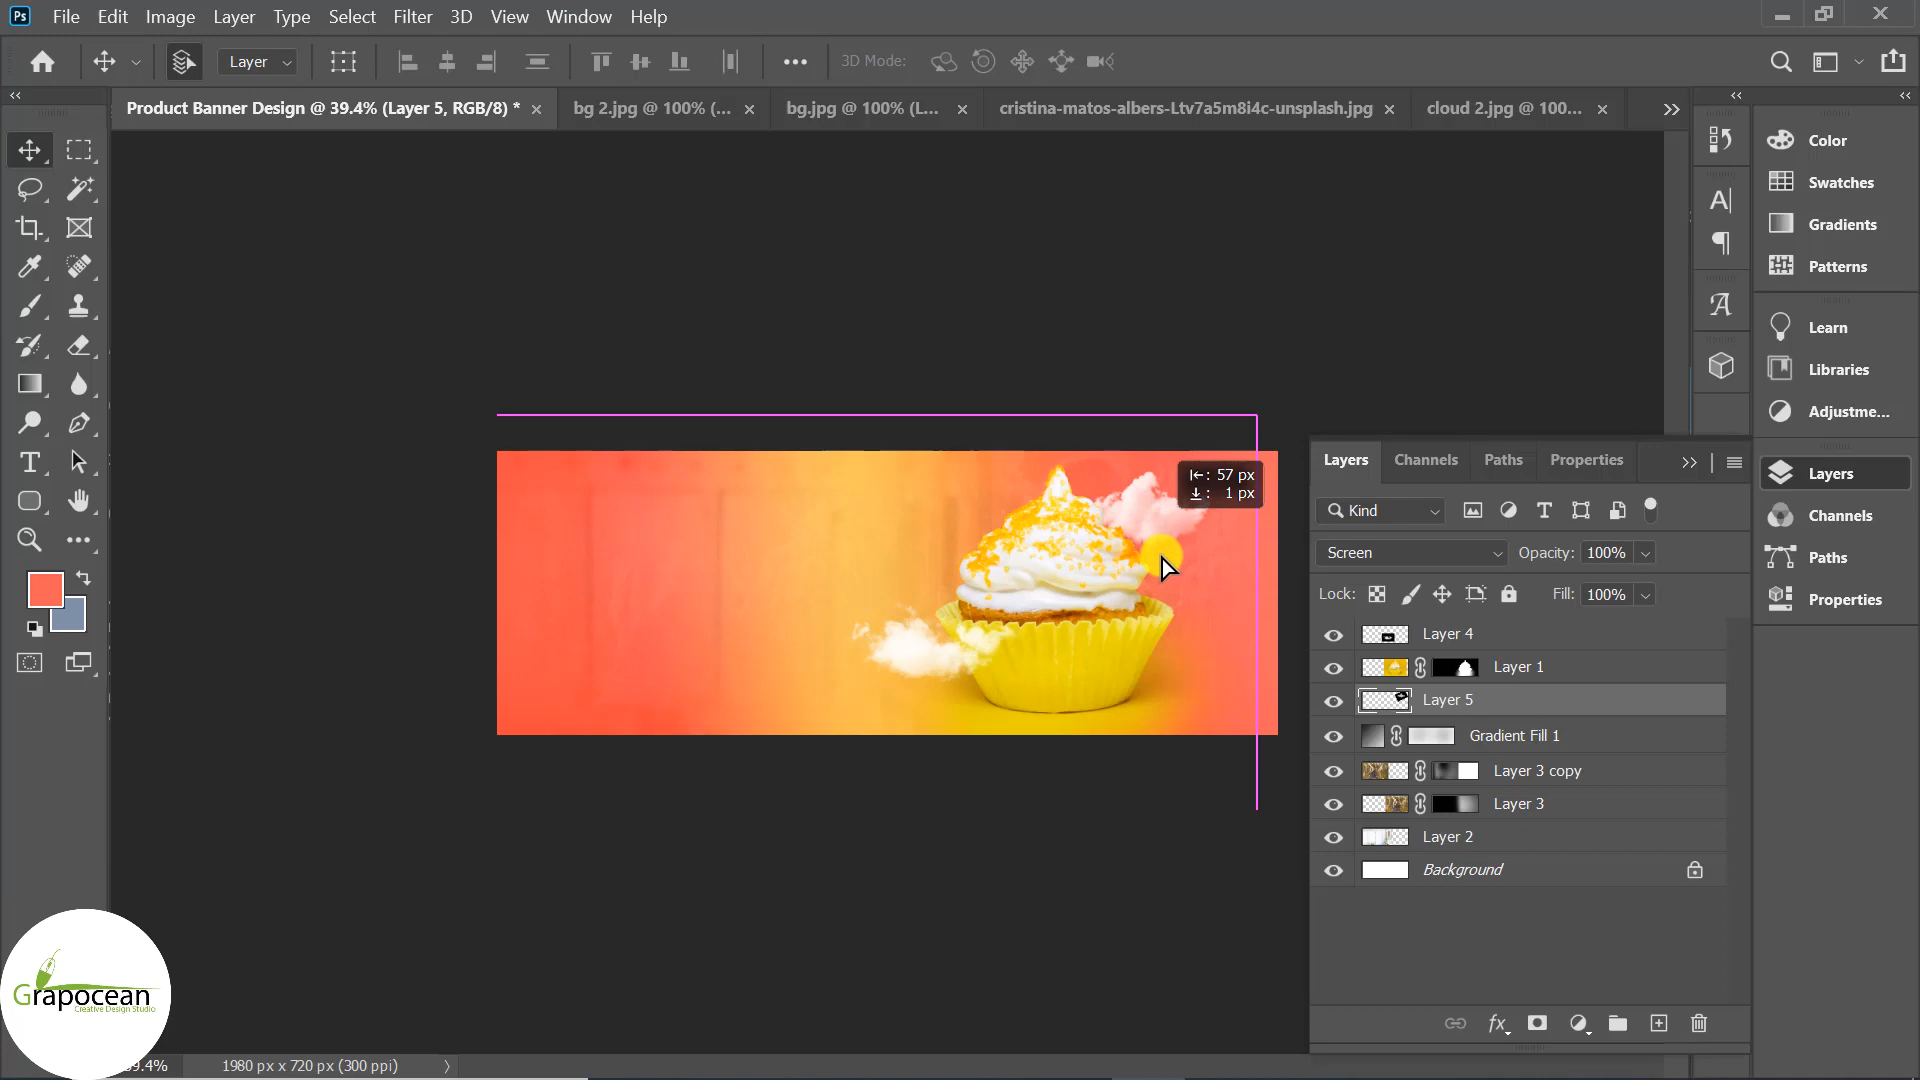 Ps File Edit Image Layer Type Select Filter 3D View Window Help
Layer 3D Mode:
Product Banner Design @ 39.4% (Layer 5, RGB/8) * bg 2.jpg @ 100% (... bg.jpg @ 100% (L... cristina-matos-albers-Ltv7a5m8i4c-unsplash.jpg cloud 2.jpg @ 100...
Color
Swatches
Gradients
Patterns
Learn
Libraries
Adjustme...
Layers
Channels
Paths
Properties
57 px
1 px
Layers Channels Paths Properties
Kind
Screen Opacity: 100%
Lock: Fill: 100%
Layer 4
Layer 1
Layer 5
Gradient Fill 1
Layer 3 copy
Layer 3
Layer 2
Background
fx
Grapocean
Creative Design Studio
9.4% 1980 px x 720 px (300 ppi)